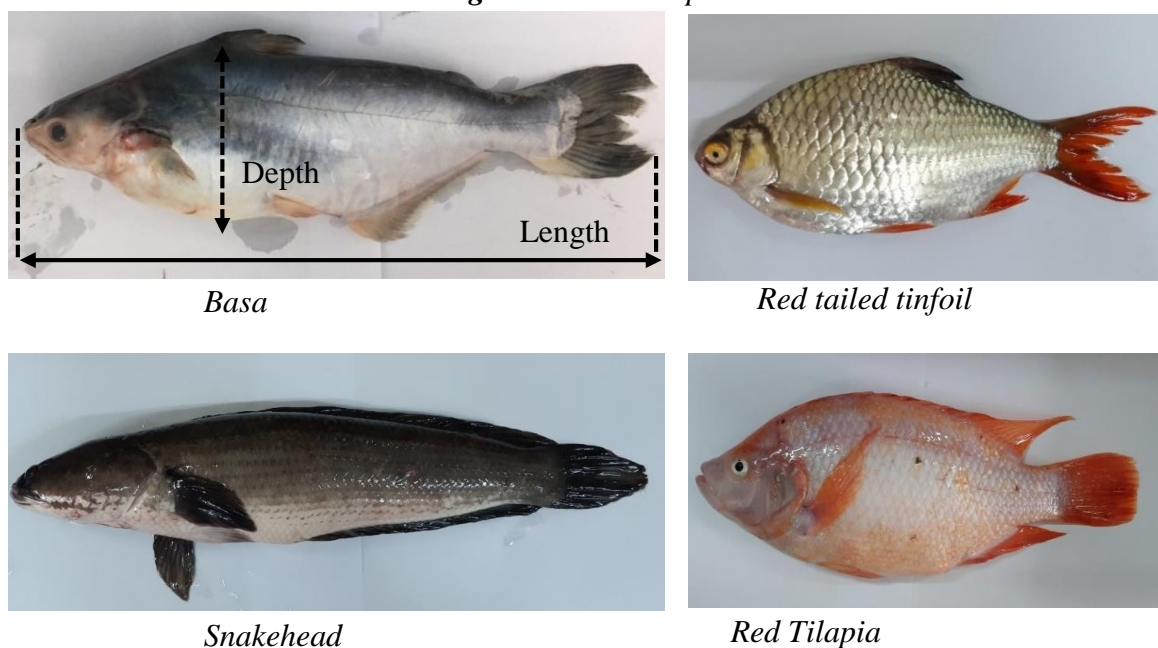 Depth
Length
Basa
Red tailed tinfoil
Snakehead
Red Tilapia